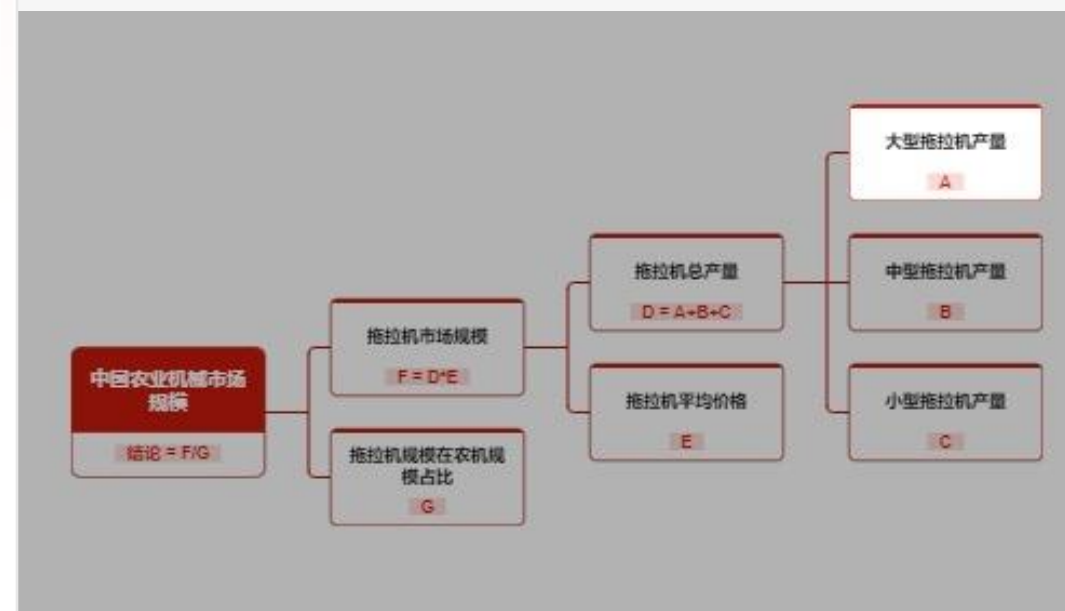 中国农业机械市场
规模
结论 = F/G
拖拉机市场规模
F = D*E
拖拉机规模在农机规
模占比
G
拖拉机总产量
D = A+B+C
拖拉机平均价格
E
大型拖拉机产量
A
中型拖拉机产量
B
小型拖拉机产量
C